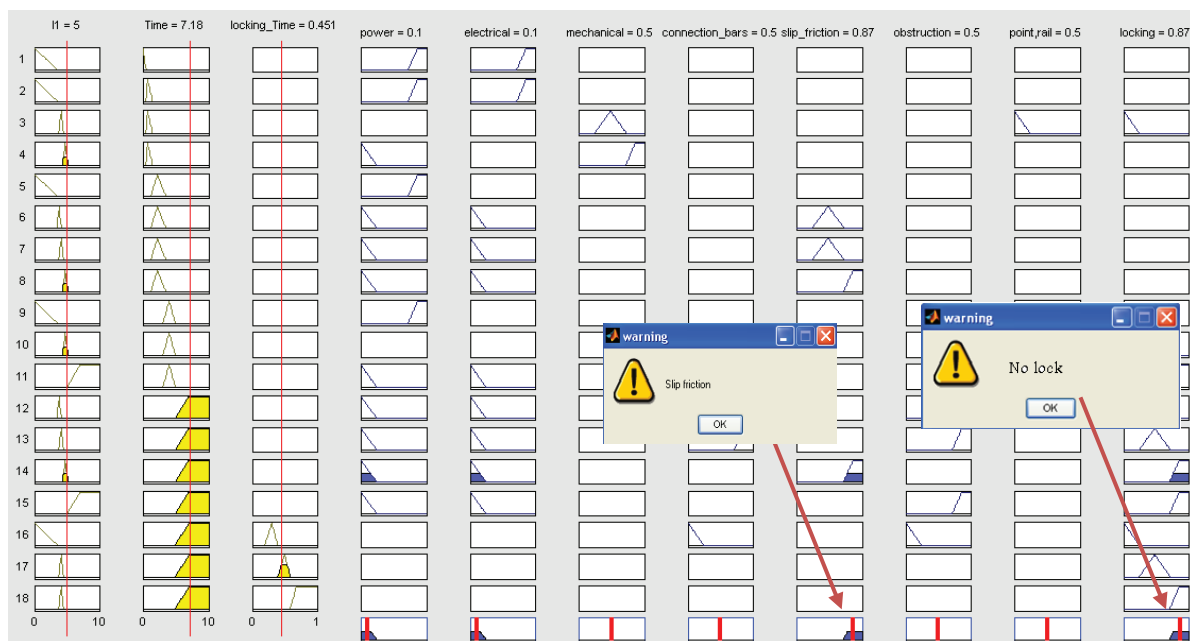 I1 = 5
Time = 7.18
locking_Time = 0.451
power = 0.1
electrical = 0.1
mechanical = 0.5
connection_bars = 0.5
slip_friction = 0.87
obstruction = 0.5
point,rail = 0.5
locking = 0.87
1
2
3
4
5
6
7
8
9
10
11
12
13
14
15
16
17
18
warning
Slip friction
OK
warning
No lock
OK
0 10
0 10
0 1